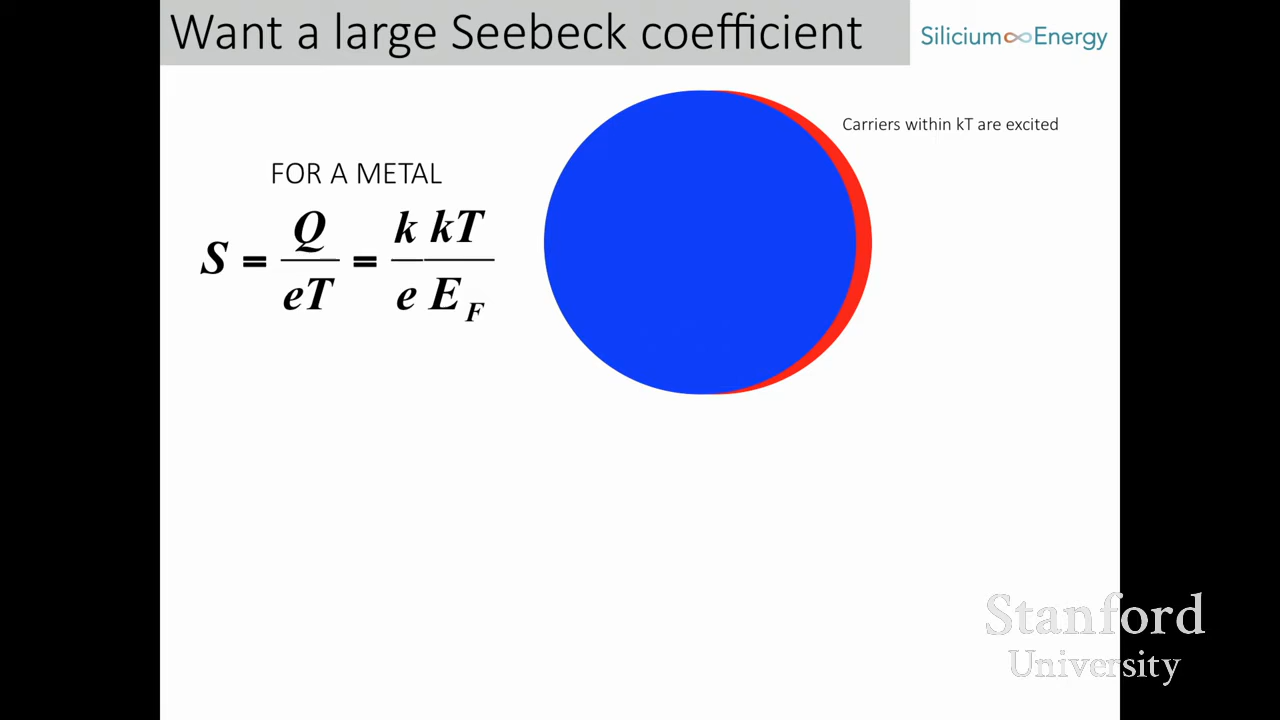 Want a large Seebeck coefficient
Silicium∞Energy
Carriers within kT are excited
FOR A METAL
S = Q/eT = k/e kT/E_F
Stanford
University